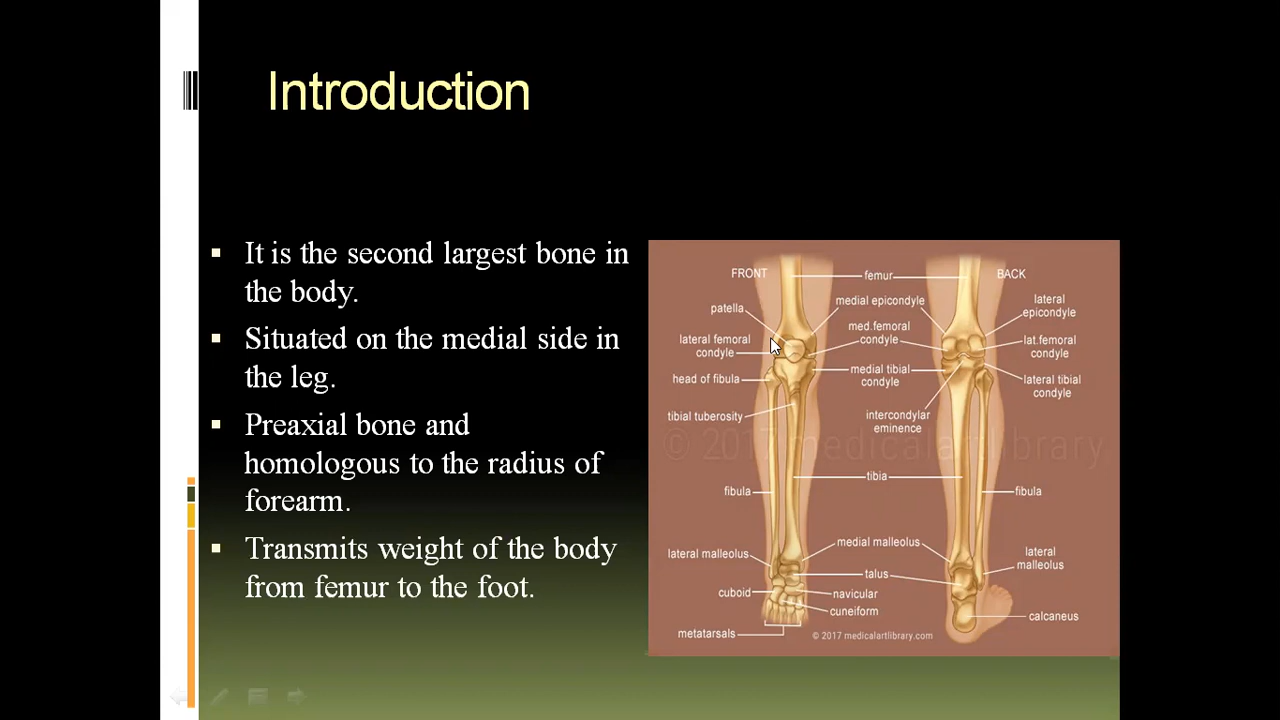 Introduction
▪ It is the second largest bone in
the body.
▪ Situated on the medial side in
the leg.
▪ Preaxial bone and
homologous to the radius of
forearm.
▪ Transmits weight of the body
from femur to the foot.
FRONT
femur
BACK
patella
medial epicondyle
lateral
epicondyle
lateral femoral
condyle
med.femoral
condyle
lat.femoral
condyle
head of fibula
medial tibial
condyle
lateral tibial
condyle
tibial tuberosity
intercondylar
eminence
© 2017 medicalartlibrary.
tibia
fibula
fibula
lateral malleolus
medial malleolus
lateral
malleolus
talus
cuboid
navicular
cuneiform
calcaneus
metatarsals
© 2017 medicalartlibrary.com